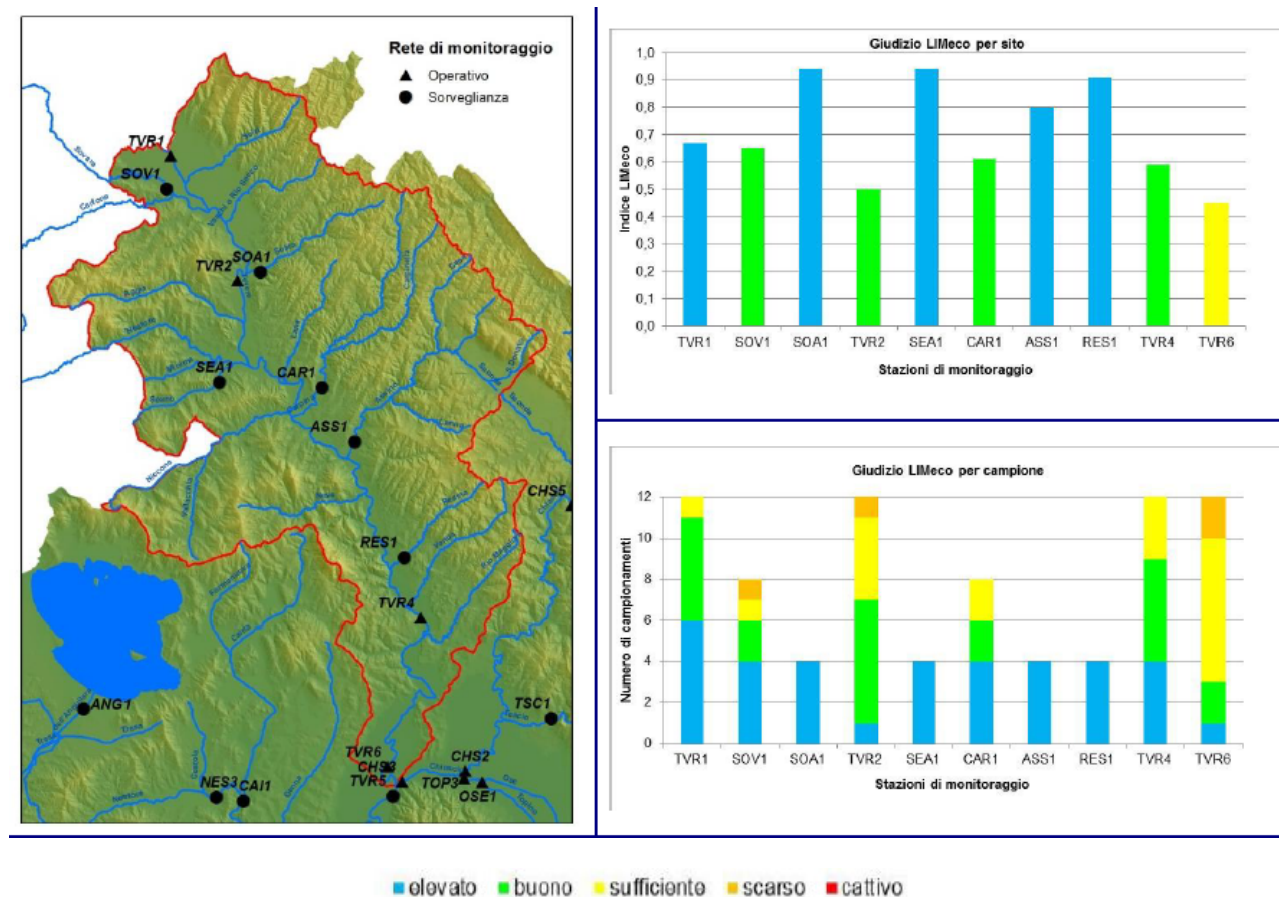 Rete di monitoraggio
Operativo
Sorveglianza
TVR1
SOV1
Sovara
Cerfone
SOA1
TVR2
SEA1
CAR1
ASS1
Niccone
CHS5
RES1
TVR4
ANG1
TSC1
TVR6
CHS3
TVR5
CHS2
TOP3
OSE1
NES3
CAI1
Giudizio LIMeco per sito
Indice LIMeco
1,0
0,9
0,8
0,7
0,6
0,5
0,4
0,3
0,2
0,1
0,0
TVR1 SOV1 SOA1 TVR2 SEA1 CAR1 ASS1 RES1 TVR4 TVR6
Stazioni di monitoraggio
Giudizio LIMeco per campione
Numero di campionamenti
12
10
8
6
4
2
0
TVR1 SOV1 SOA1 TVR2 SEA1 CAR1 ASS1 RES1 TVR4 TVR6
Stazioni di monitoraggio
elevato buono sufficiente scarso cattivo